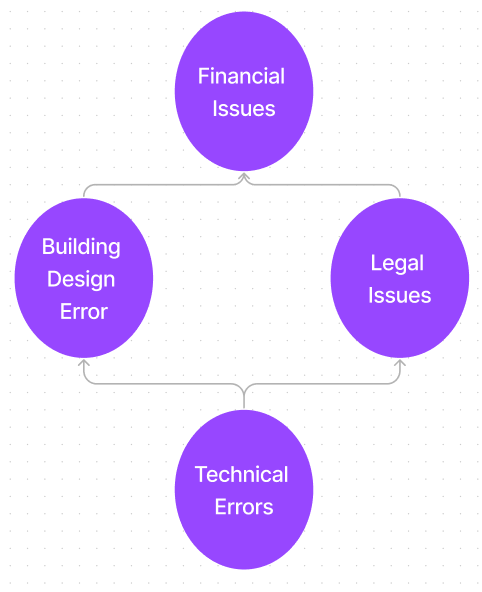 Financial
Issues
Building
Design
Error
Legal
Issues
Technical
Errors